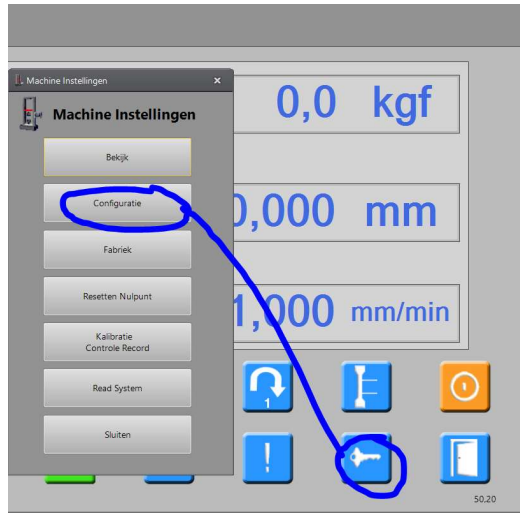 Machine Instellingen
Machine Instellingen
Bekijk
Configuratie
Fabriek
Resetten Nulpunt
Kalibratie
Controle Record
Read System
Sluiten
0,0 kgf
0,000 mm
1,000 mm/min
1
!
50,20